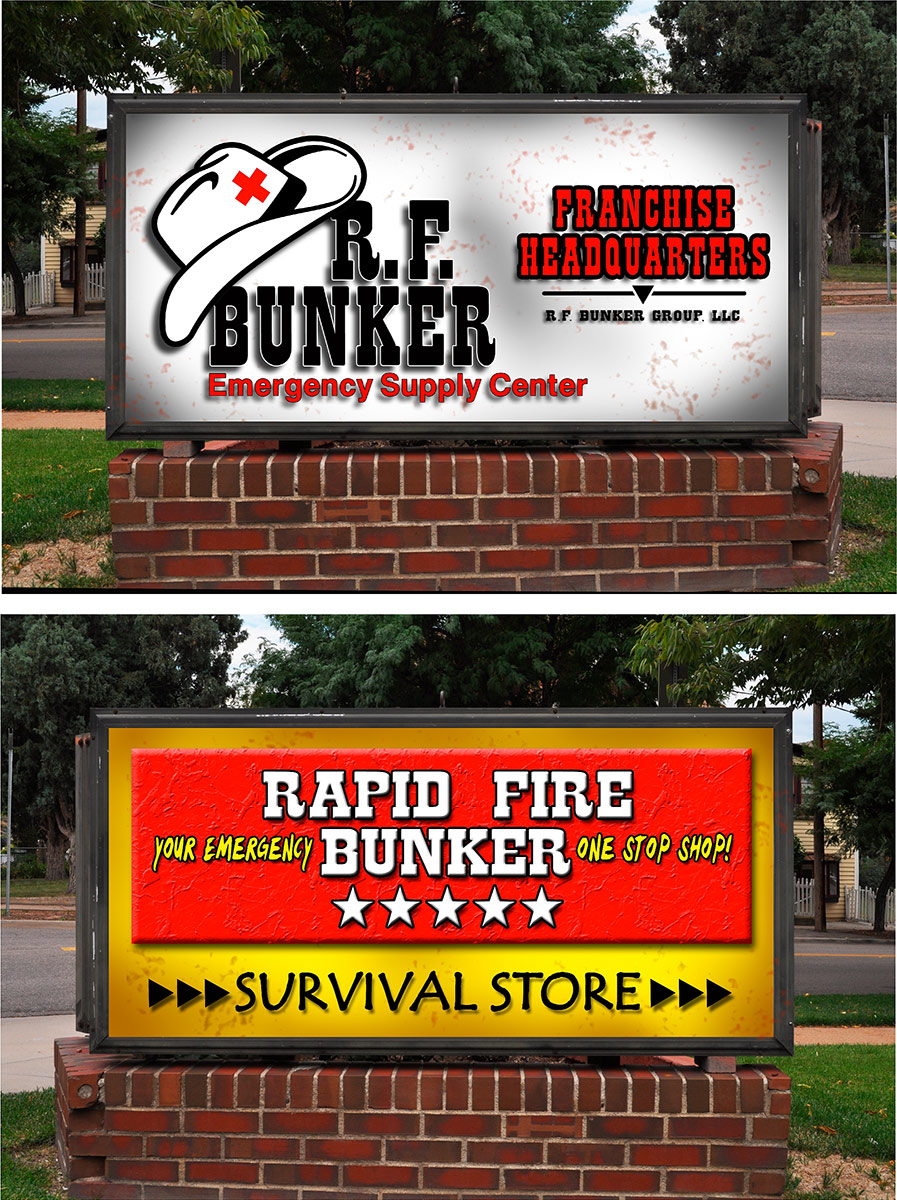 R.F.
BUNKER
Emergency Supply Center
FRANCHISE
HEADQUARTERS
R.F. BUNKER GROUP. LLC
RAPID FIRE
YOUR EMERGENCY BUNKER ONE STOP SHOP!
SURVIVAL STORE